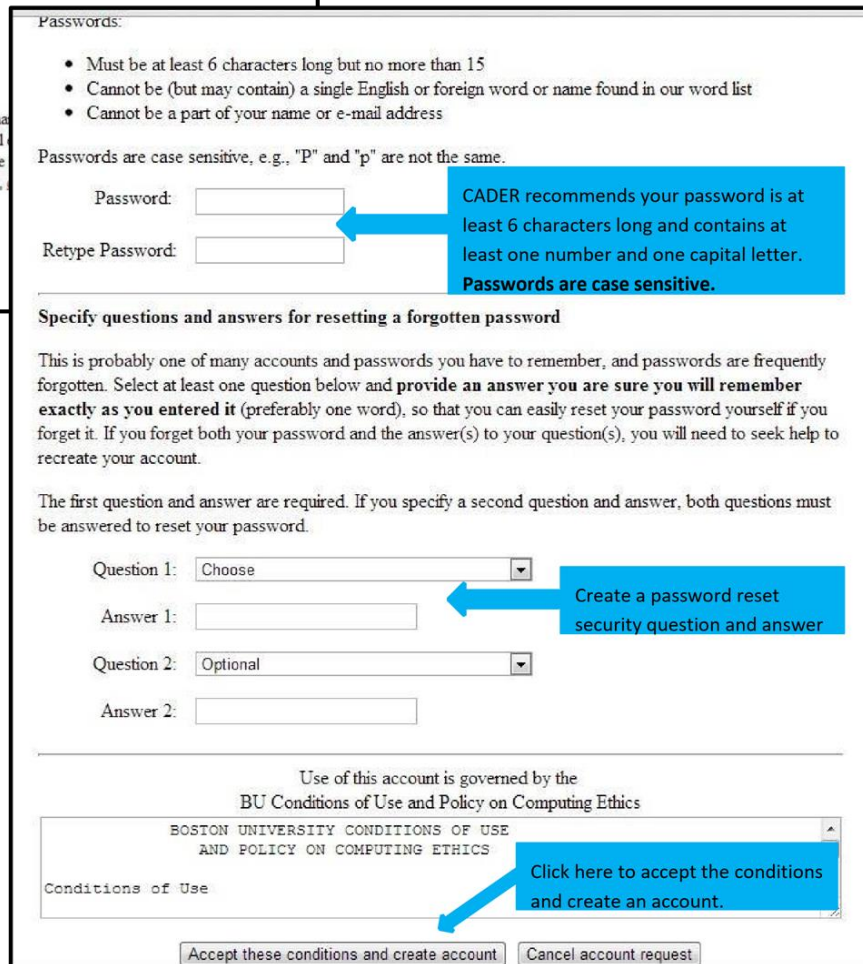 Passwords:
• Must be at least 6 characters long but no more than 15
• Cannot be (but may contain) a single English or foreign word or name found in our word list
• Cannot be a part of your name or e-mail address
Passwords are case sensitive, e.g., "P" and "p" are not the same.
Password:
Retype Password:
CADER recommends your password is at
least 6 characters long and contains at
least one number and one capital letter.
Passwords are case sensitive.
Specify questions and answers for resetting a forgotten password
This is probably one of many accounts and passwords you have to remember, and passwords are frequently
forgotten. Select at least one question below and provide an answer you are sure you will remember
exactly as you entered it (preferably one word), so that you can easily reset your password yourself if you
forget it. If you forget both your password and the answer(s) to your question(s), you will need to seek help to
recreate your account.
The first question and answer are required. If you specify a second question and answer, both questions must
be answered to reset your password.
Question 1: Choose
Answer 1:
Create a password reset
security question and answer
Question 2: Optional
Answer 2:
Use of this account is governed by the
BU Conditions of Use and Policy on Computing Ethics
BOSTON UNIVERSITY CONDITIONS OF USE
AND POLICY ON COMPUTING ETHICS
Conditions of Use
Click here to accept the conditions
and create an account.
Accept these conditions and create account Cancel account request